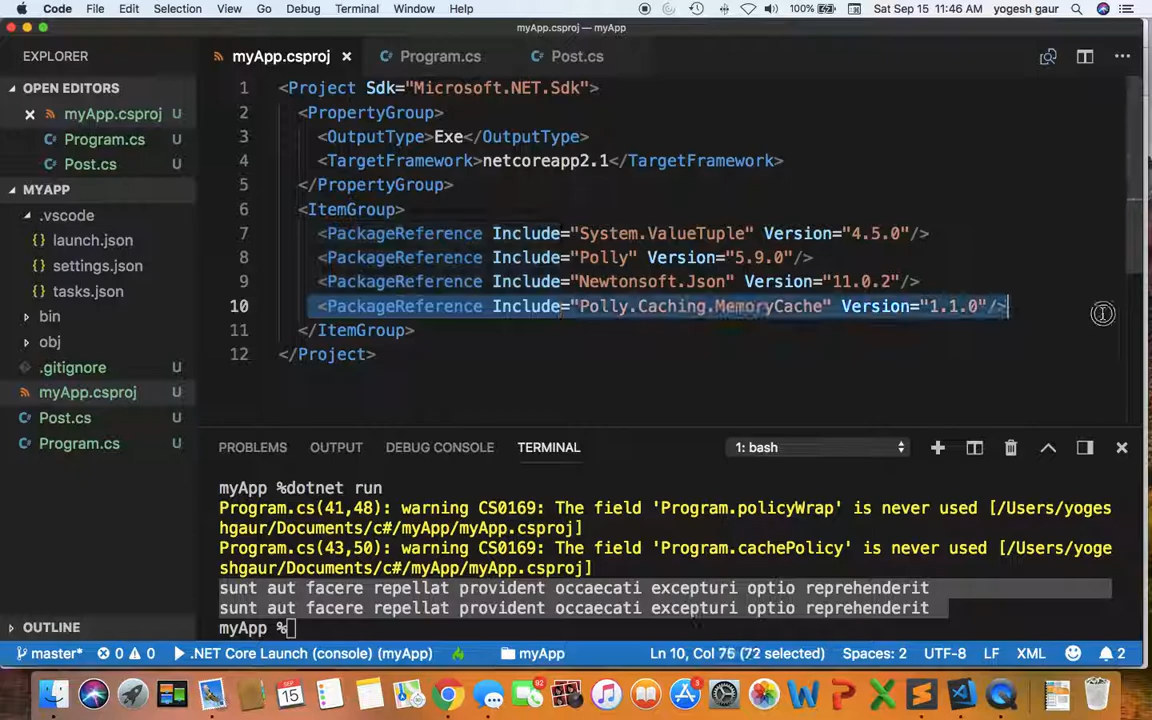 Code File Edit Selection View Go Debug Terminal Window Help 100% Sat Sep 15 11:46 AM yogesh gaur
myApp.csproj — myApp
EXPLORER
myApp.csproj × Program.cs Post.cs
OPEN EDITORS
× myApp.csproj U
Program.cs U
Post.cs U
MYAPP
.vscode
{} launch.json
{} settings.json
{} tasks.json
bin
obj
.gitignore U
myApp.csproj U
Post.cs U
Program.cs U
OUTLINE
1 <Project Sdk="Microsoft.NET.Sdk">
2 <PropertyGroup>
3 <OutputType>Exe</OutputType>
4 <TargetFramework>netcoreapp2.1</TargetFramework>
5 </PropertyGroup>
6 <ItemGroup>
7 <PackageReference Include="System.ValueTuple" Version="4.5.0"/>
8 <PackageReference Include="Polly" Version="5.9.0"/>
9 <PackageReference Include="Newtonsoft.Json" Version="11.0.2"/>
10 <PackageReference Include="Polly.Caching.MemoryCache" Version="1.1.0"/>
11 </ItemGroup>
12 </Project>
PROBLEMS OUTPUT DEBUG CONSOLE TERMINAL 1: bash
myApp %dotnet run
Program.cs(41,48): warning CS0169: The field 'Program.policyWrap' is never used [/Users/yoges
hgaur/Documents/c#/myApp/myApp.csproj]
Program.cs(43,50): warning CS0169: The field 'Program.cachePolicy' is never used [/Users/yoge
shgaur/Documents/c#/myApp/myApp.csproj]
sunt aut facere repellat provident occaecati excepturi optio reprehenderit
sunt aut facere repellat provident occaecati excepturi optio reprehenderit
myApp %
master* 0 0 .NET Core Launch (console) (myApp) myApp Ln 10, Col 76 (72 selected) Spaces: 2 UTF-8 LF XML 2
SEP
15
92